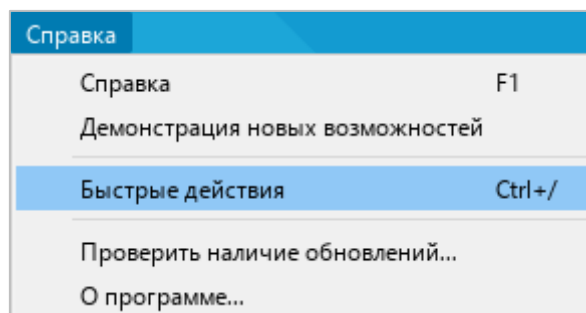 Справка
Справка F1
Демонстрация новых возможностей
Быстрые действия Ctrl+/
Проверить наличие обновлений...
О программе...